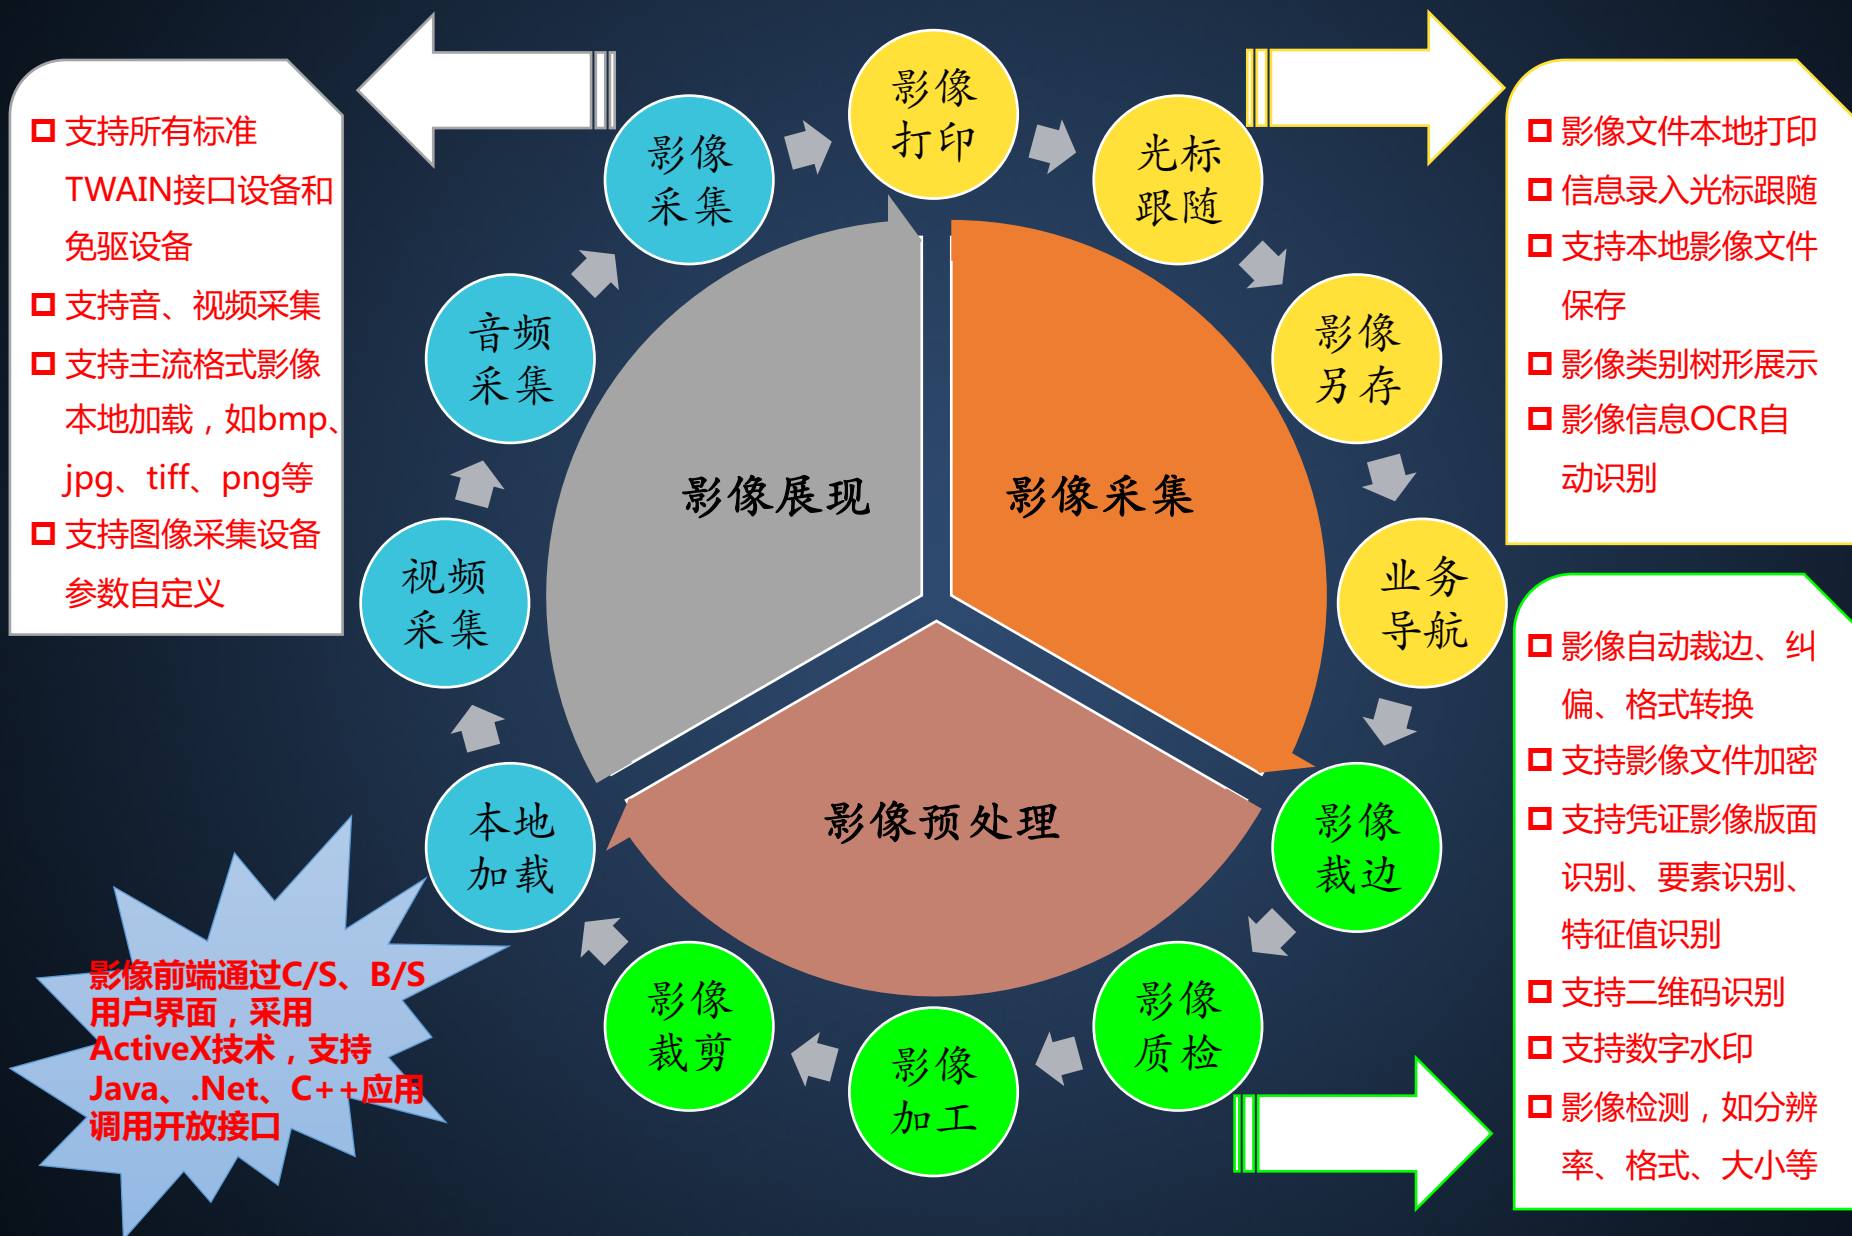 支持所有标准
TWAIN接口设备和
免驱设备
支持音、视频采集
支持主流格式影像
本地加载，如bmp、
jpg、tiff、png等
支持图像采集设备
参数自定义
影像
打印
光标
跟随
影像
另存
业务
导航
影像
裁边
影像
质检
影像
加工
影像
裁剪
本地
加载
视频
采集
音频
采集
影像
采集
影像展现
影像采集
影像预处理
影像文件本地打印
信息录入光标跟随
支持本地影像文件
保存
影像类别树形展示
影像信息OCR自
动识别
影像自动裁边、纠
偏、格式转换
支持影像文件加密
支持凭证影像版面
识别、要素识别、
特征值识别
支持二维码识别
支持数字水印
影像检测，如分辨
率、格式、大小等
影像前端通过C/S、B/S
用户界面，采用
ActiveX技术，支持
Java、.Net、C++应用
调用开放接口